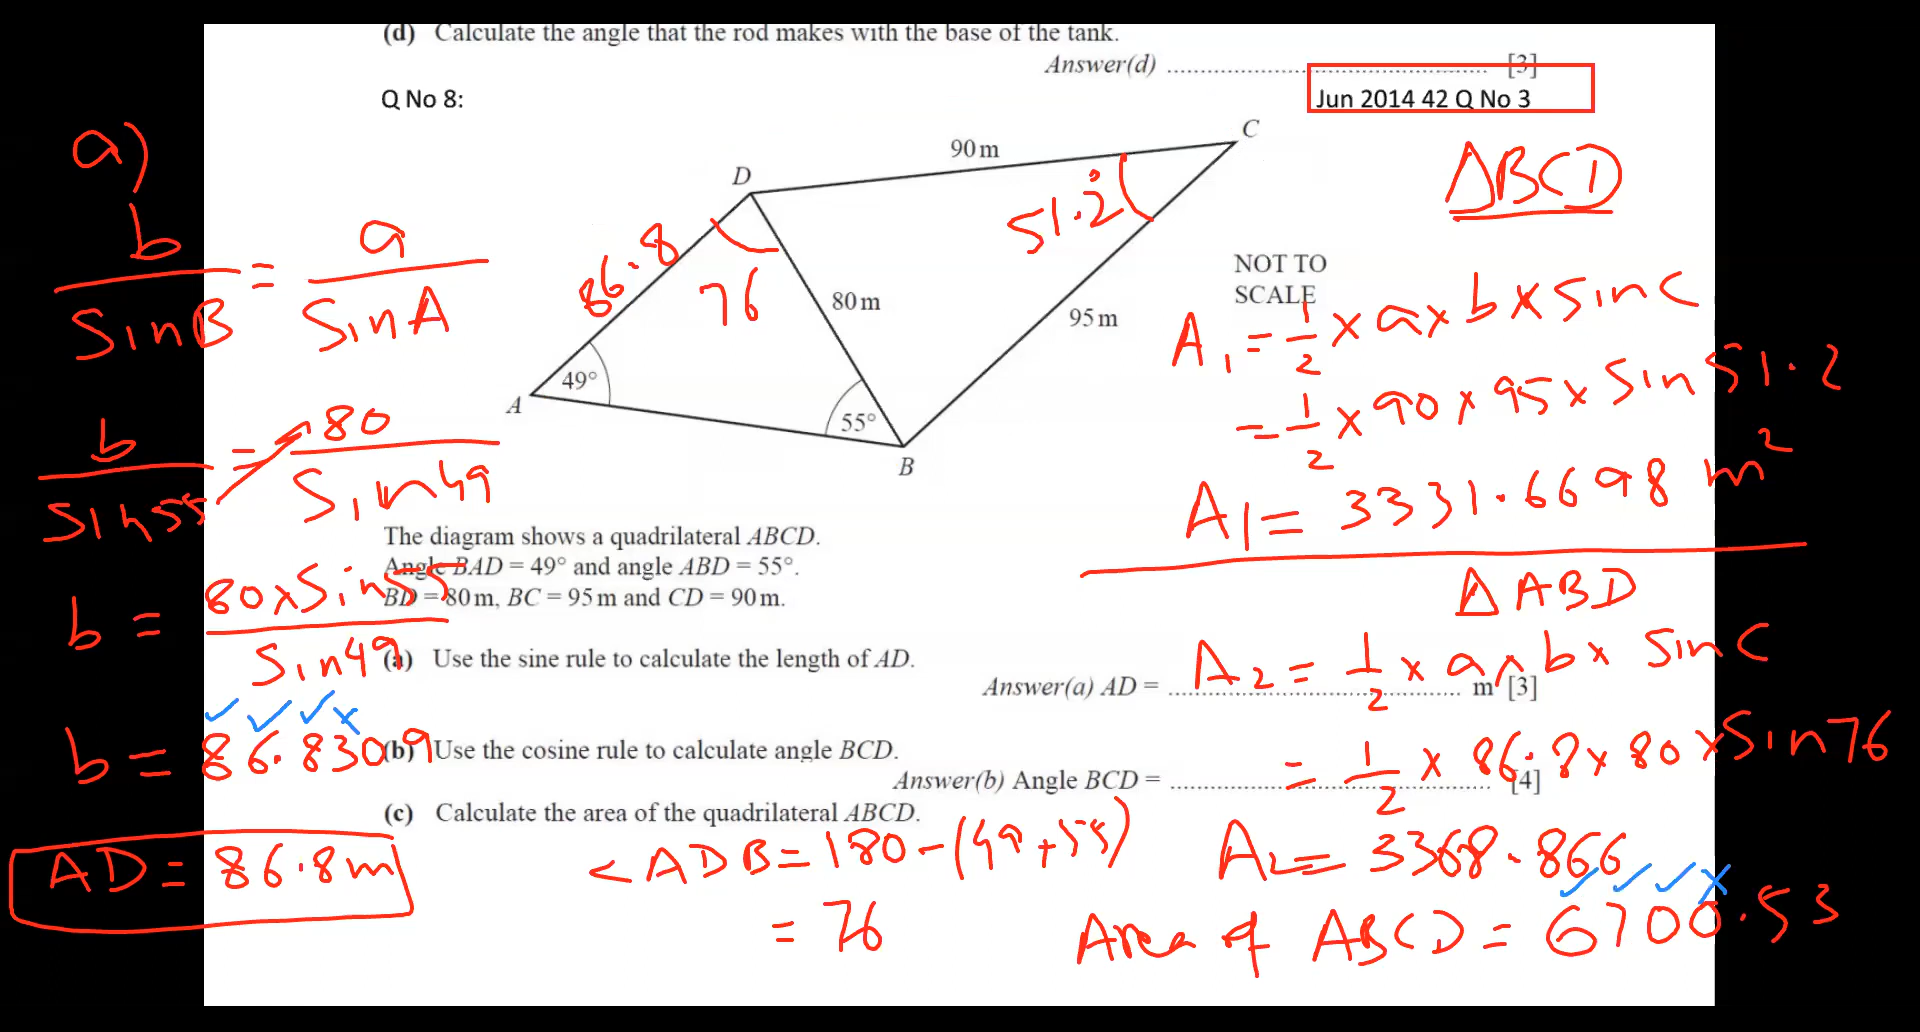 (d) Calculate the angle that the rod makes with the base of the tank.
Answer(d) ................................................ [3]
Q No 8:
Jun 2014 42 Q No 3
C
90 m
D
80 m
95 m
NOT TO
SCALE
49°
A
55°
B
86.8
76
51.2
The diagram shows a quadrilateral ABCD.
Angle BAD = 49° and angle ABD = 55°.
BD = 80 m, BC = 95 m and CD = 90 m.
(a) Use the sine rule to calculate the length of AD.
Answer(a) AD = ............................................ m [3]
(b) Use the cosine rule to calculate angle BCD.
Answer(b) Angle BCD = ................................................ [4]
(c) Calculate the area of the quadrilateral ABCD.
a)
b/SinB = a/SinA
b/Sin55 = 80/Sin49
b = 80xSin55/Sin49
b = 86.8309
AD = 86.8m
<ADB = 180-(49+55)
= 76
ΔBCD
A1 = 1/2 x a x b x SinC
= 1/2 x 90 x 95 x Sin 51.2
A1 = 3331.6698 m²
ΔABD
A2 = 1/2 x a x b x SinC
= 1/2 x 86.8 x 80 x Sin76
A2 = 3368.866
Area of ABCD = 6700.53